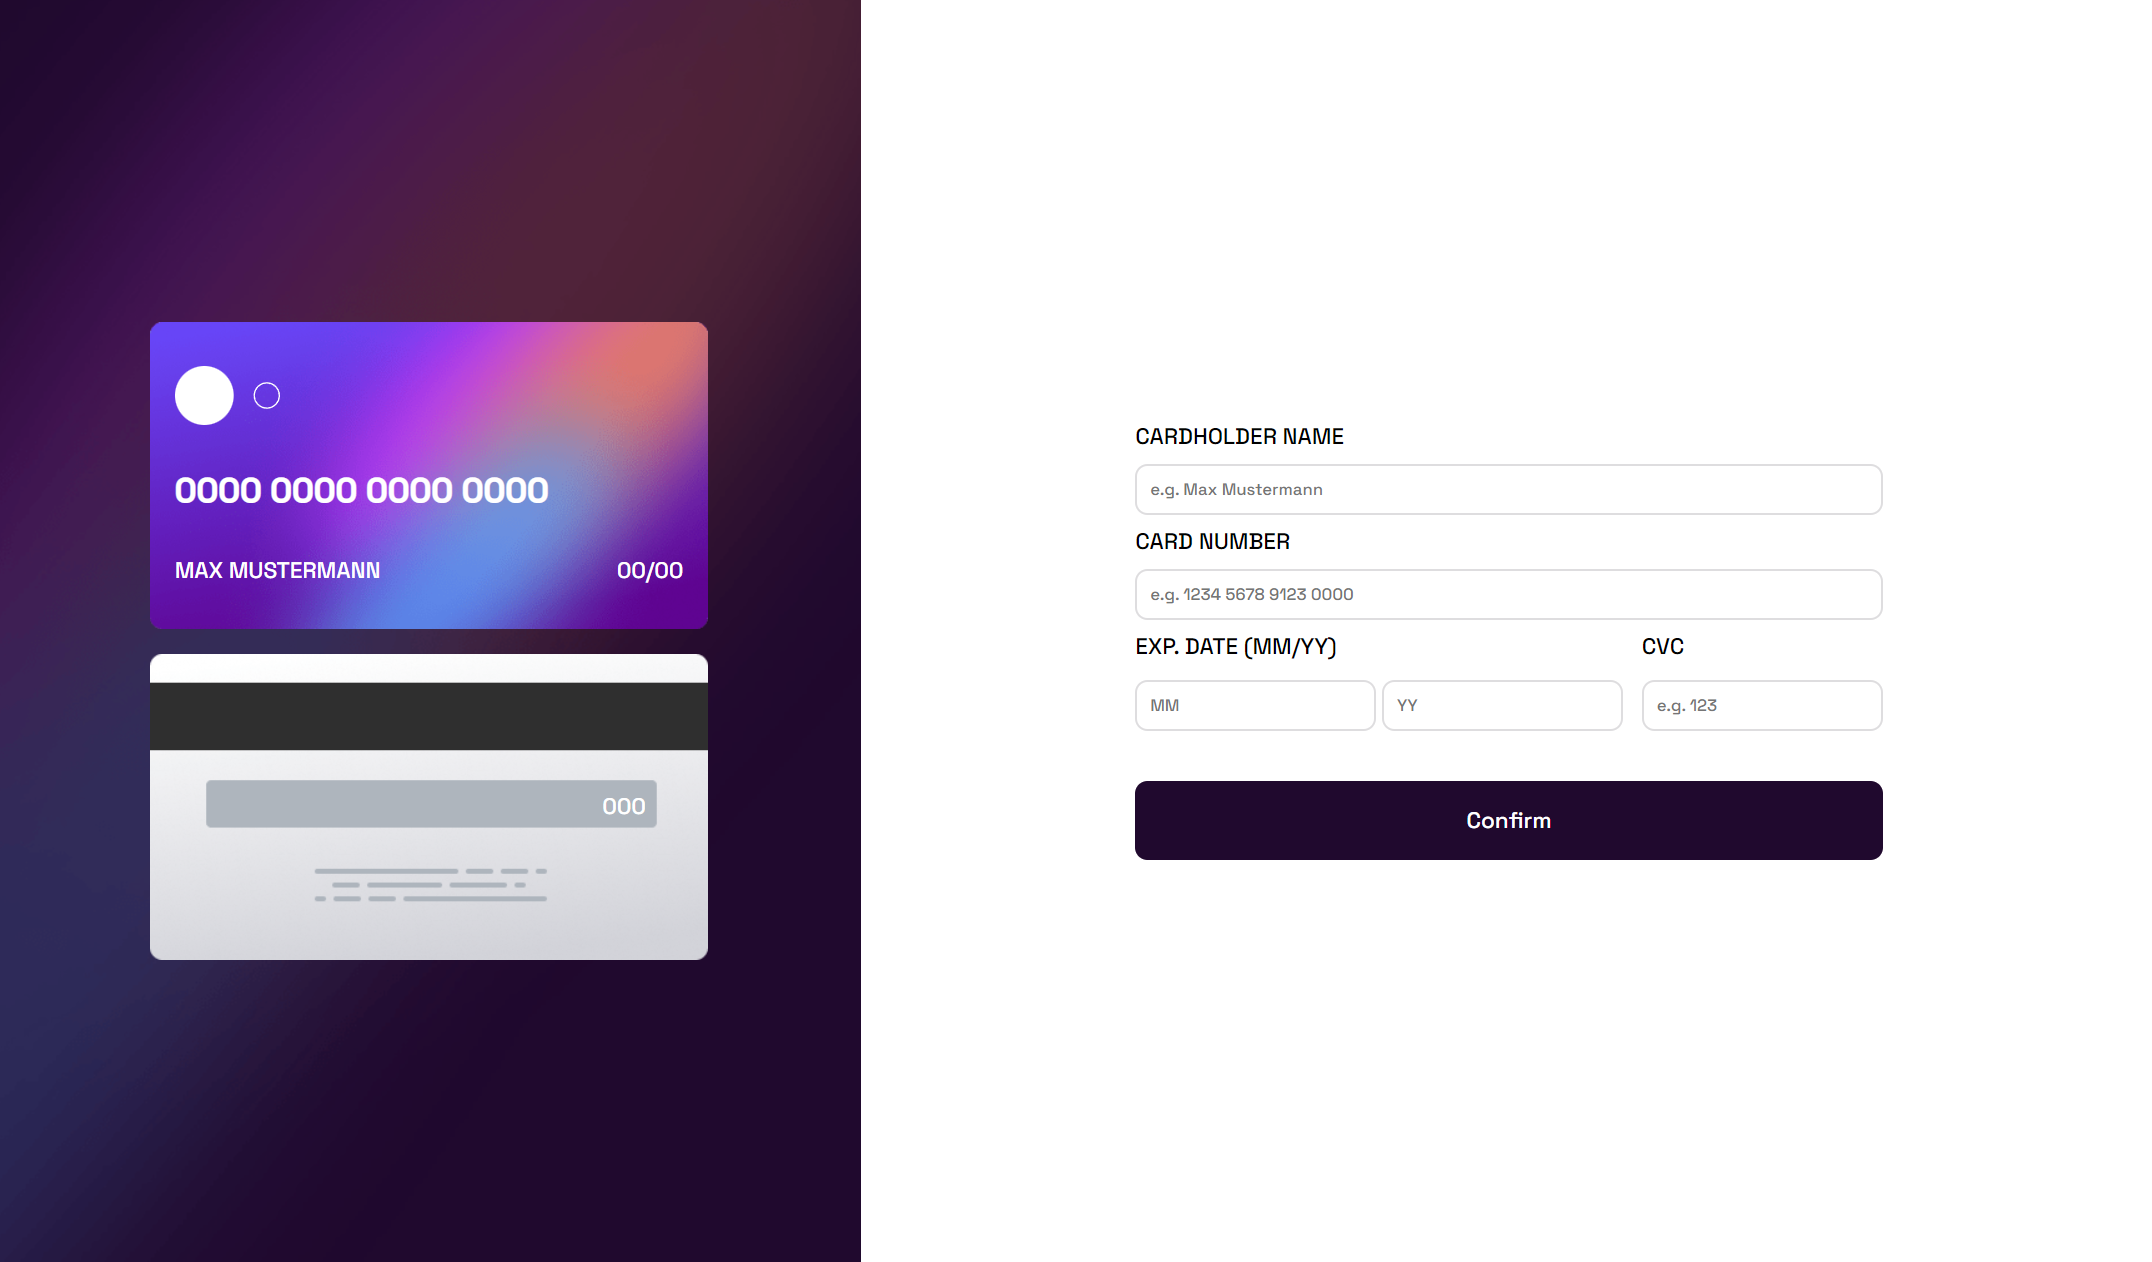 0000 0000 0000 0000
MAX MUSTERMANN 00/00
000
CARDHOLDER NAME
e.g. Max Mustermann
CARD NUMBER
e.g. 1234 5678 9123 0000
EXP. DATE (MM/YY) CVC
MM YY e.g. 123
Confirm